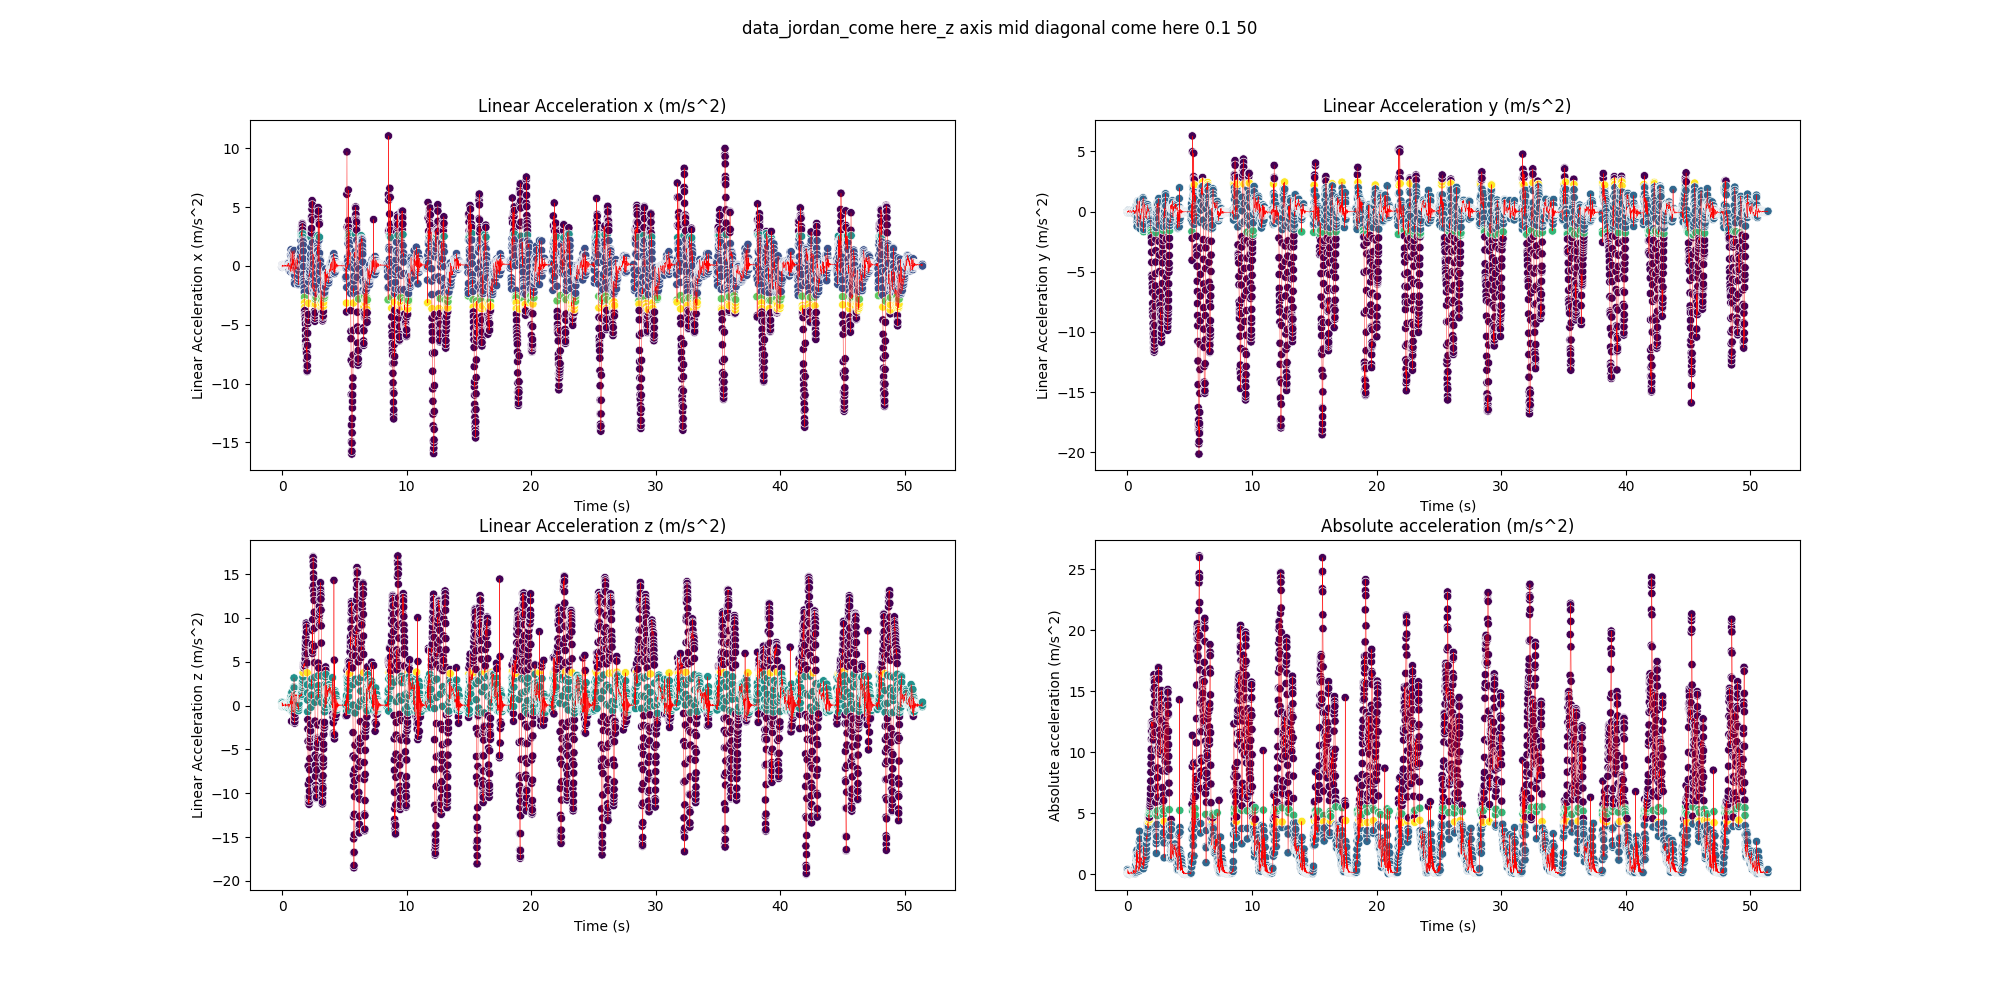 data_jordan_come here_z axis mid diagonal come here 0.1 50
Linear Acceleration x (m/s^2)
Linear Acceleration x (m/s^2)
10
5
0
−5
−10
−15
0 10 20 30 40 50
Time (s)
Linear Acceleration y (m/s^2)
Linear Acceleration y (m/s^2)
5
0
−5
−10
−15
−20
0 10 20 30 40 50
Time (s)
Linear Acceleration z (m/s^2)
Linear Acceleration z (m/s^2)
15
10
5
0
−5
−10
−15
−20
0 10 20 30 40 50
Time (s)
Absolute acceleration (m/s^2)
Absolute acceleration (m/s^2)
25
20
15
10
5
0
0 10 20 30 40 50
Time (s)